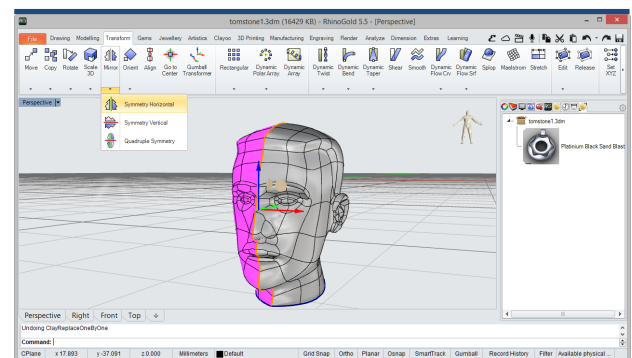 tomstone1.3dm (16429 KB) - RhinoGold 5.5 - [Perspective]
File Drawing Modelling Transform Gems Jewellery Artistics Clayoo 3D Printing Manufacturing Engraving Render Analyze Dimension Extras Learning
Move Copy Rotate Scale 3D Mirror Orient Align Go to Center Gumball Transformer Rectangular Dynamic Polar Array Dynamic Array Dynamic Twist Dynamic Bend Dynamic Taper Shear Smooth Dynamic Flow Crv Dynamic Flow Srf Splop Maelstrom Stretch Edit Release Set XYZ
Perspective
Symmetry Horizontal
Symmetry Vertical
Quadruple Symmetry
tomstone1.3dm
Platinium Black Sand Blast
Perspective Right Front Top
Undoing ClayReplaceOneByOne
Command:
CPlane x 17.893 y -37.091 z 0.000 Millimeters Default Grid Snap Ortho Planar Osnap SmartTrack Gumball Record History Filter Available physical ...